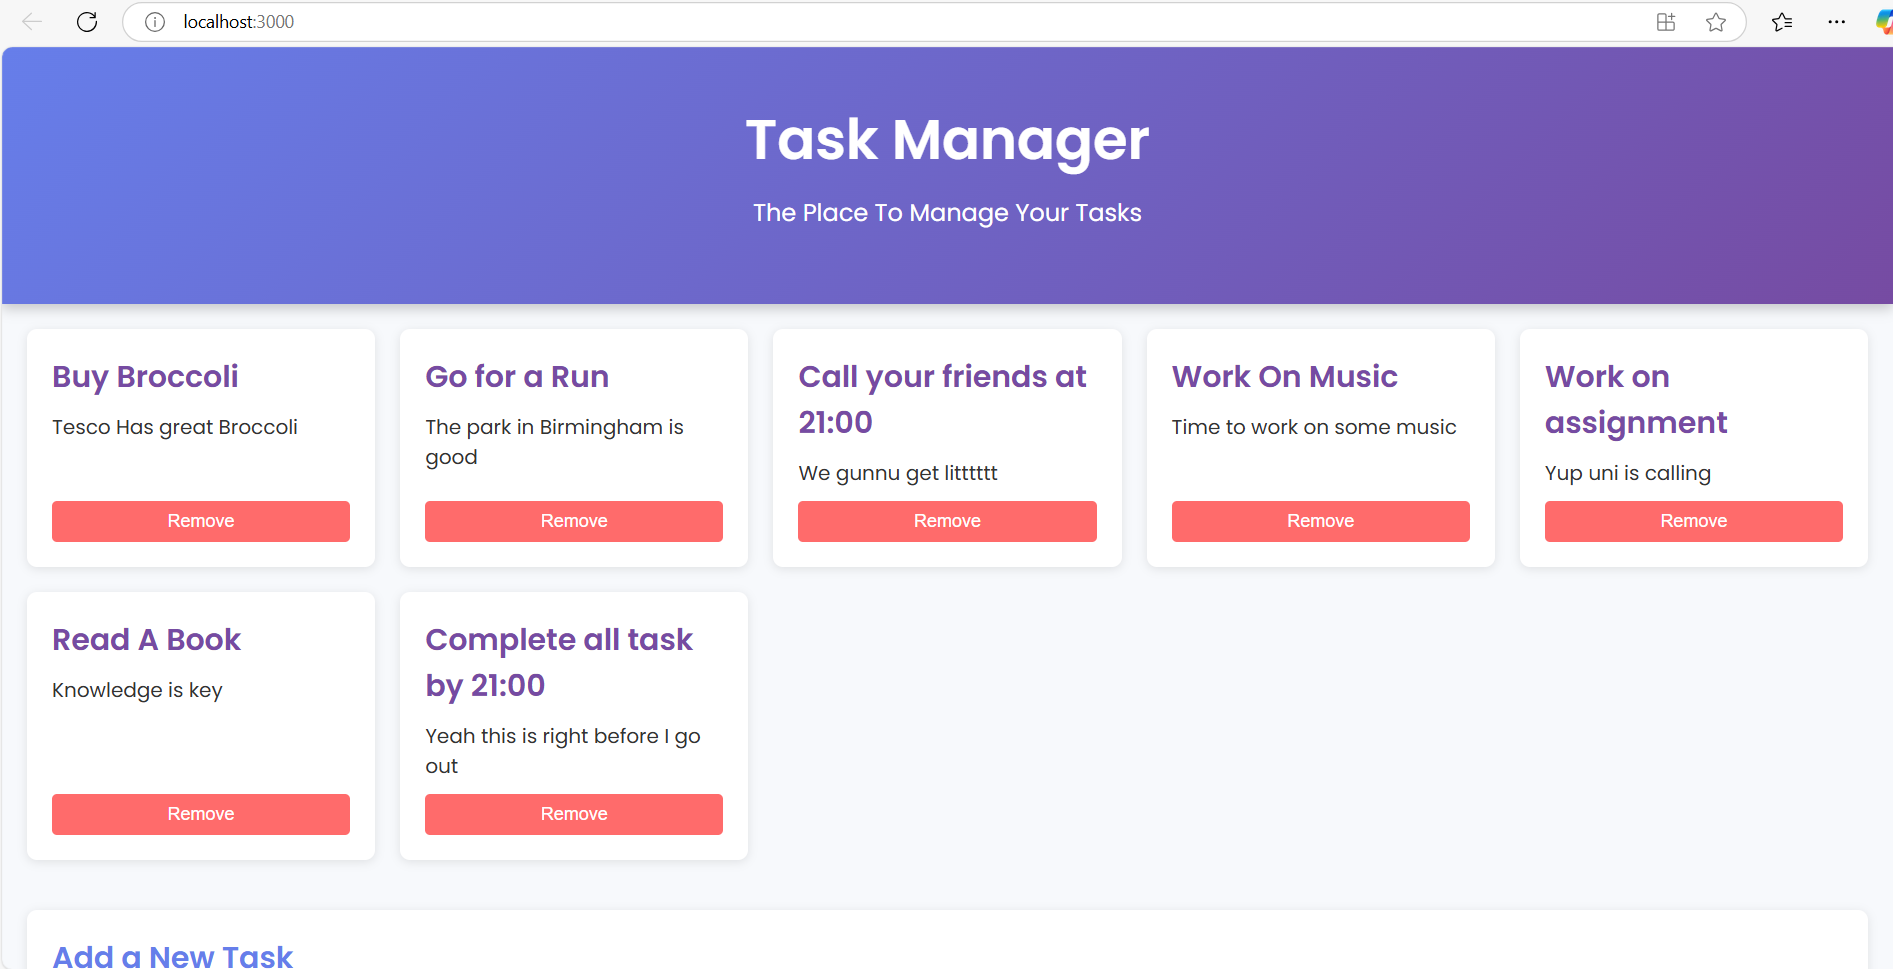 localhost:3000
Task Manager
The Place To Manage Your Tasks
Buy Broccoli
Tesco Has great Broccoli
Remove
Go for a Run
The park in Birmingham is
good
Remove
Call your friends at
21:00
We gunnu get littttt
Remove
Work On Music
Time to work on some music
Remove
Work on
assignment
Yup uni is calling
Remove
Read A Book
Knowledge is key
Remove
Complete all task
by 21:00
Yeah this is right before I go
out
Remove
Add a New Task